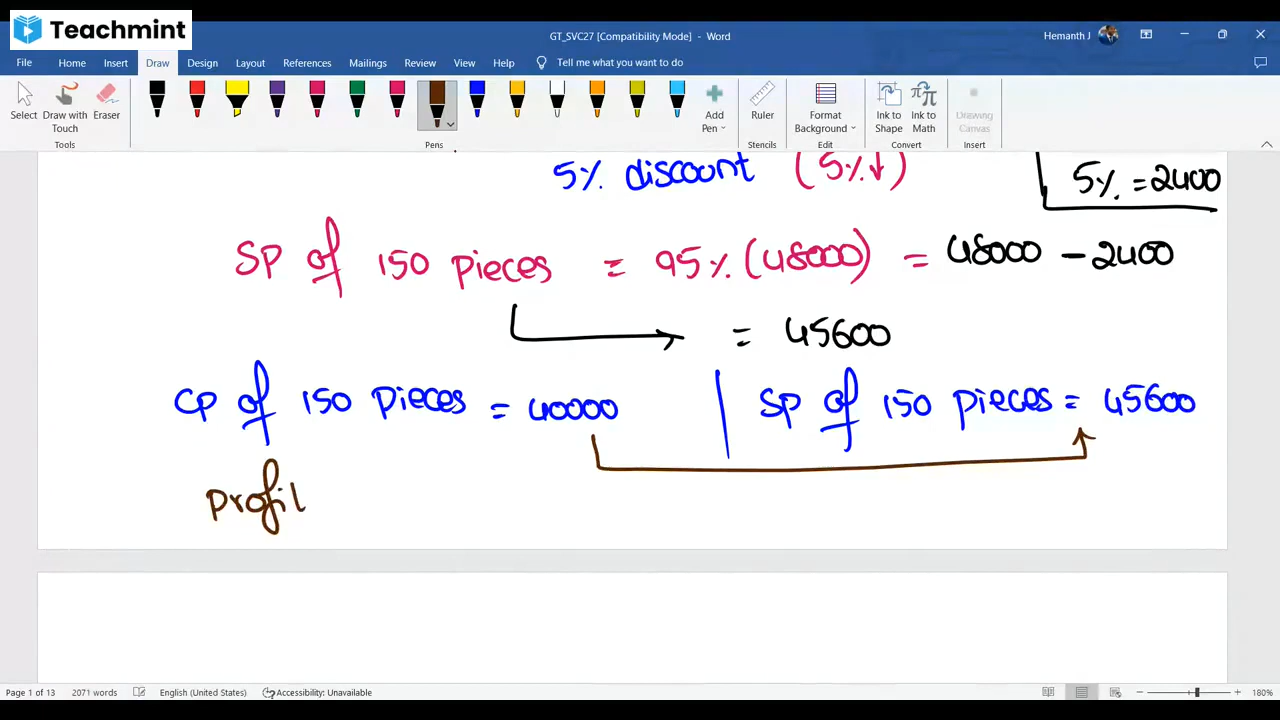 Teachmint
GT_SVC27 [Compatibility Mode] - Word
Hemanth J
File Home Insert Draw Design Layout References Mailings Review View Help Tell me what you want to do
Select Draw with Touch Eraser Add Pen Ruler Format Background Ink to Shape Ink to Math Drawing Canvas
Tools Pens Stencils Edit Convert Insert
5% discount (5%↓) 5% = 2400
SP of 150 pieces = 95% (48000) = 48000 - 2400
= 45600
CP of 150 pieces = 40000 | SP of 150 pieces = 45600
Profil
Page 1 of 13 2071 words English (United States) Accessibility: Unavailable 180%